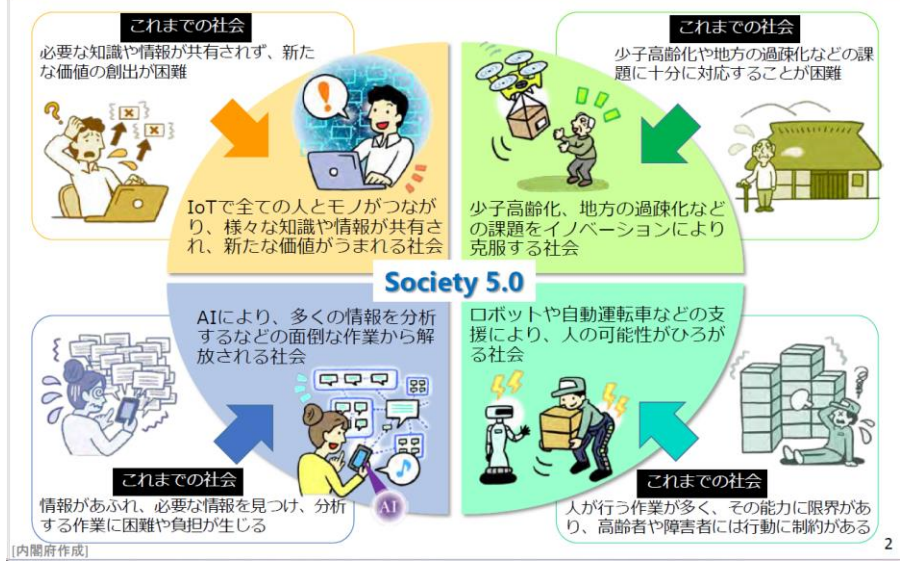 これまでの社会
必要な知識や情報が共有されず、新た
な価値の創出が困難
これまでの社会
少子高齢化や地方の過疎化などの課
題に十分に対応することが困難
IoTで全ての人とモノがつなが
り、様々な知識や情報が共有さ
れ、新たな価値がうまれる社会
少子高齢化、地方の過疎化など
の課題をイノベーションにより
克服する社会
Society 5.0
AIにより、多くの情報を分析
するなどの面倒な作業から解
放される社会
ロボットや自動運転車などの支
援により、人の可能性がひろが
る社会
AI
これまでの社会
情報があふれ、必要な情報を見つけ、分析
する作業に困難や負担が生じる
これまでの社会
人が行う作業が多く、その能力に限界があ
り、高齢者や障害者には行動に制約がある
[内閣府作成]
2